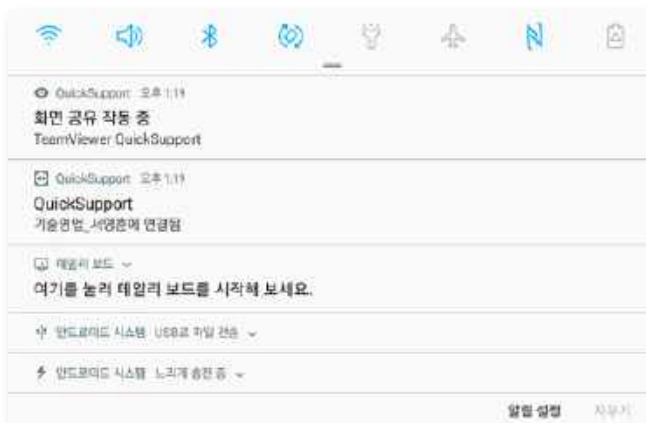 QuickSupport 오후 1:19
화면 공유 작동 중
TeamViewer QuickSupport
QuickSupport 오후 1:19
QuickSupport
기술영업_서영훈에 연결됨
데일리 보드
여기를 눌러 데일리 보드를 시작해 보세요.
안드로이드 시스템 USB로 파일 전송
안드로이드 시스템 느리게 충전 중
알림 설정 지우기